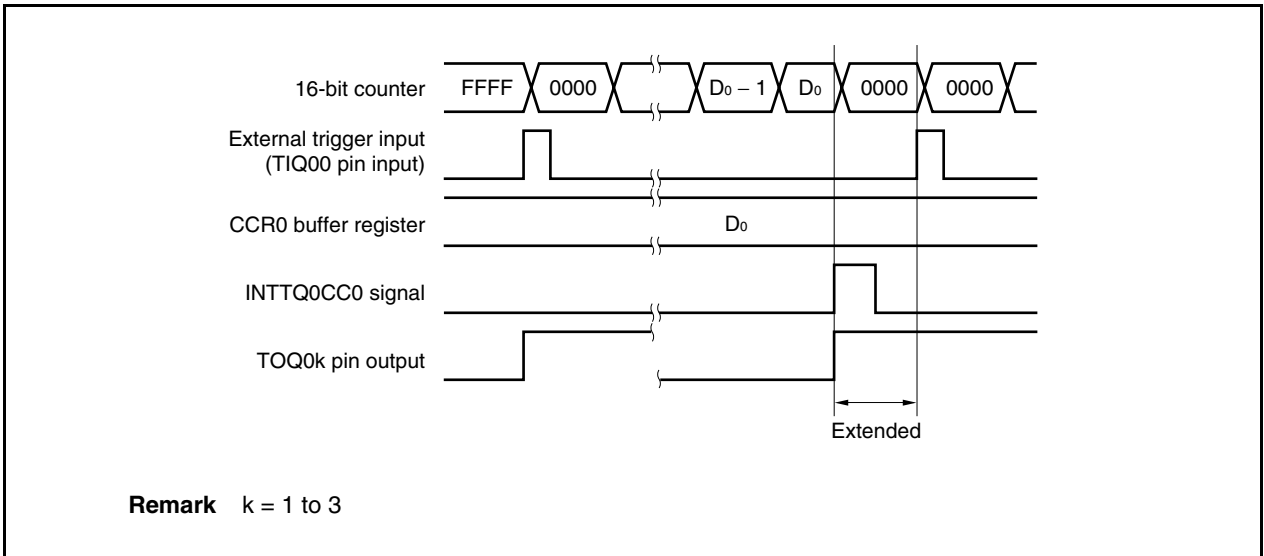 16-bit counter FFFF 0000 D0 – 1 D0 0000 0000
External trigger input
(TIQ00 pin input)
CCR0 buffer register D0
INTTQ0CC0 signal
TOQ0k pin output
Extended
Remark k = 1 to 3